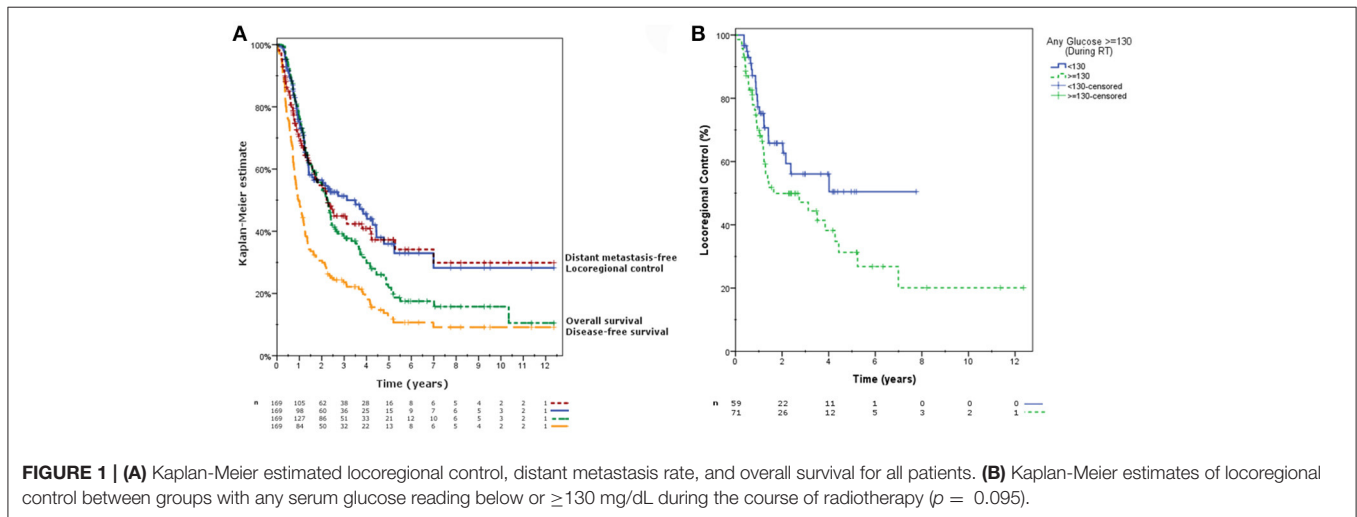 A
100%
80%
60%
40%
20%
0%
Kaplan-Meier estimate
Distant metastasis-free
Locoregional control
Overall survival
Disease-free survival
0 1 2 3 4 5 6 7 8 9 10 11 12
Time (years)
n 169 105 62 38 28 16 8 6 5 4 2 2 1
169 98 60 36 25 15 9 7 6 5 3 2 1
169 127 86 51 33 21 12 10 6 5 3 2 1
169 84 50 32 22 13 8 6 5 4 2 2 1
B
Any Glucose >=130
(During RT)
<130
>=130
<130-censored
>=130-censored
100
80
60
40
20
0
Locoregional Control (%)
0 2 4 6 8 10 12
Time (years)
n 59 22 11 1 0 0 0
71 26 12 5 3 2 1
FIGURE 1 | (A) Kaplan-Meier estimated locoregional control, distant metastasis rate, and overall survival for all patients. (B) Kaplan-Meier estimates of locoregional
control between groups with any serum glucose reading below or ≥130 mg/dL during the course of radiotherapy (p = 0.095).